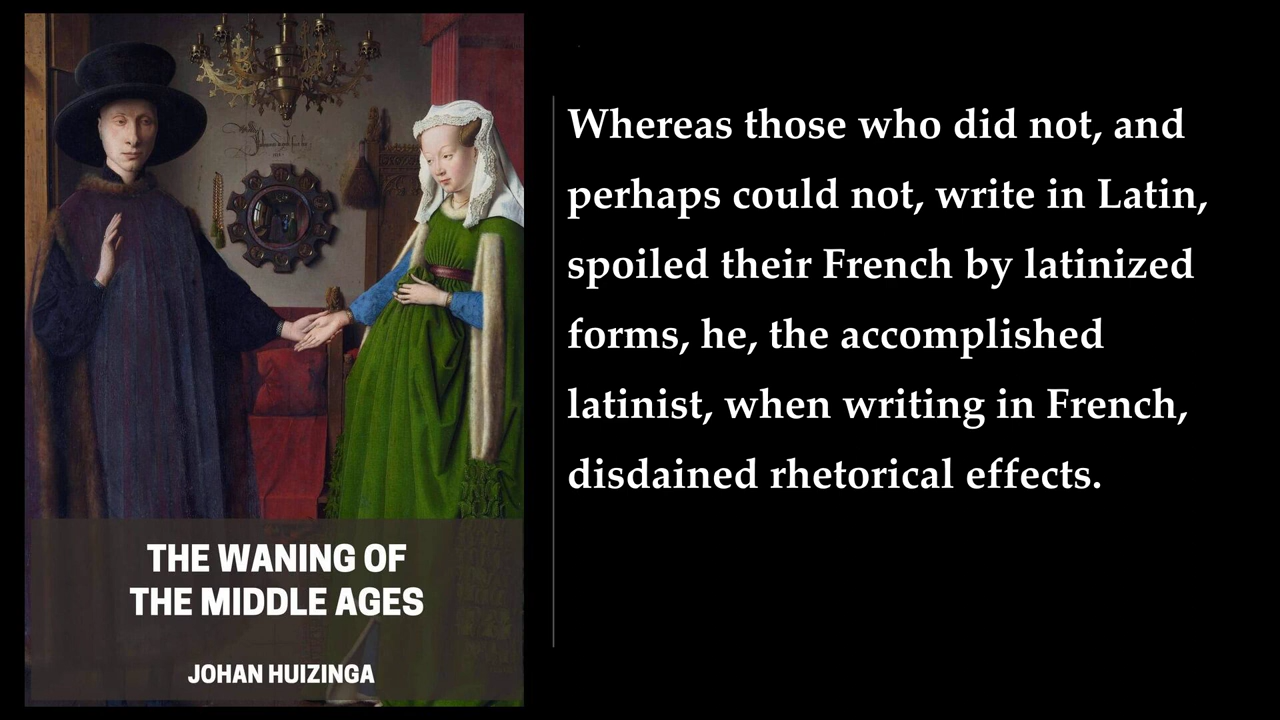 THE WANING OF
THE MIDDLE AGES
JOHAN HUIZINGA
Whereas those who did not, and
perhaps could not, write in Latin,
spoiled their French by latinized
forms, he, the accomplished
latinist, when writing in French,
disdained rhetorical effects.